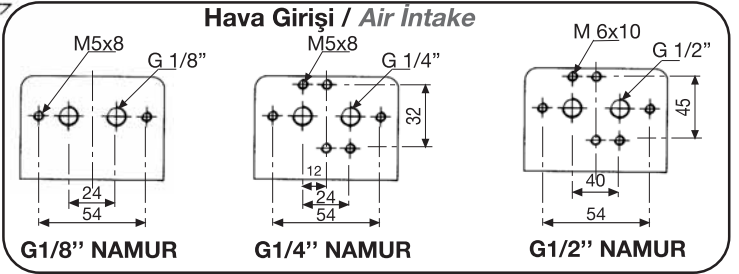 Hava Girişi / Air İntake
M5x8
G 1/8”
24
54
G1/8’’ NAMUR
M5x8
G 1/4”
32
12
24
54
G1/4’’ NAMUR
M 6x10
G 1/2”
45
40
54
G1/2’’ NAMUR